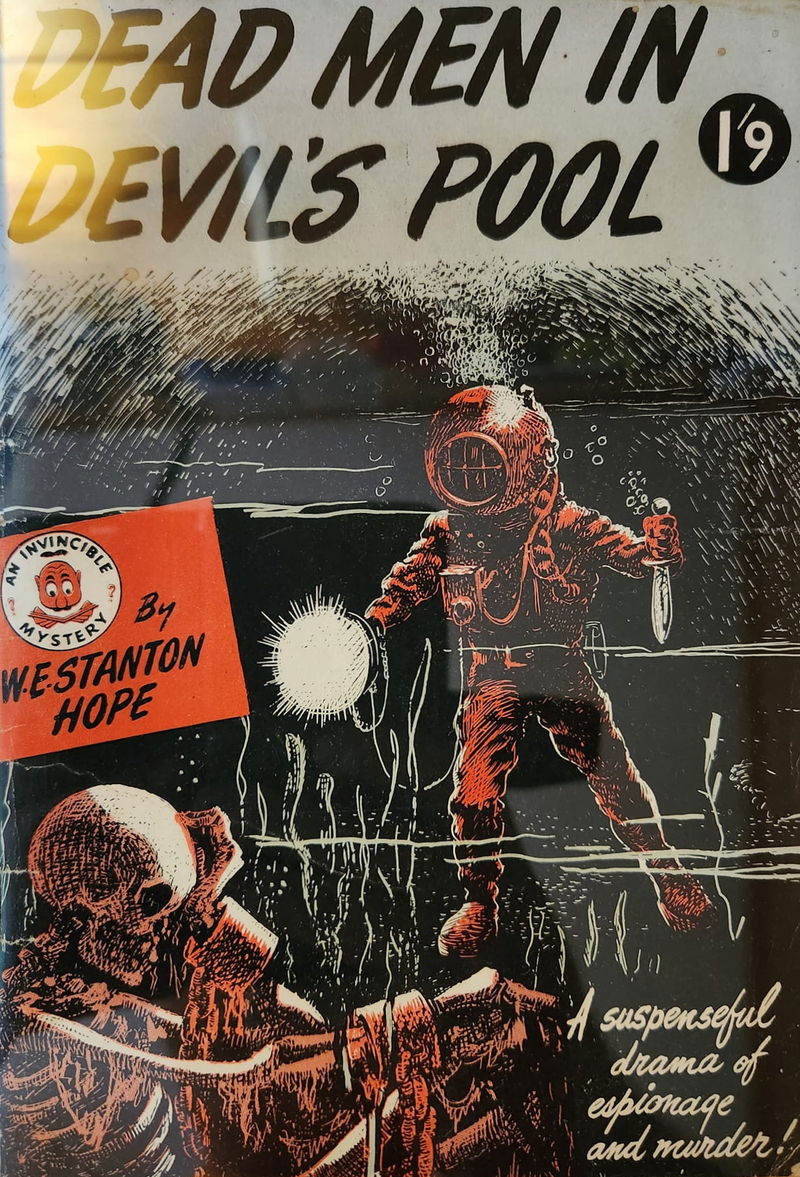 DEAD MEN IN
DEVIL'S POOL
1'9
AN INVINCIBLE
MYSTERY
? ?
By
W.E. STANTON
HOPE
A suspenseful
drama of
espionage
and murder!